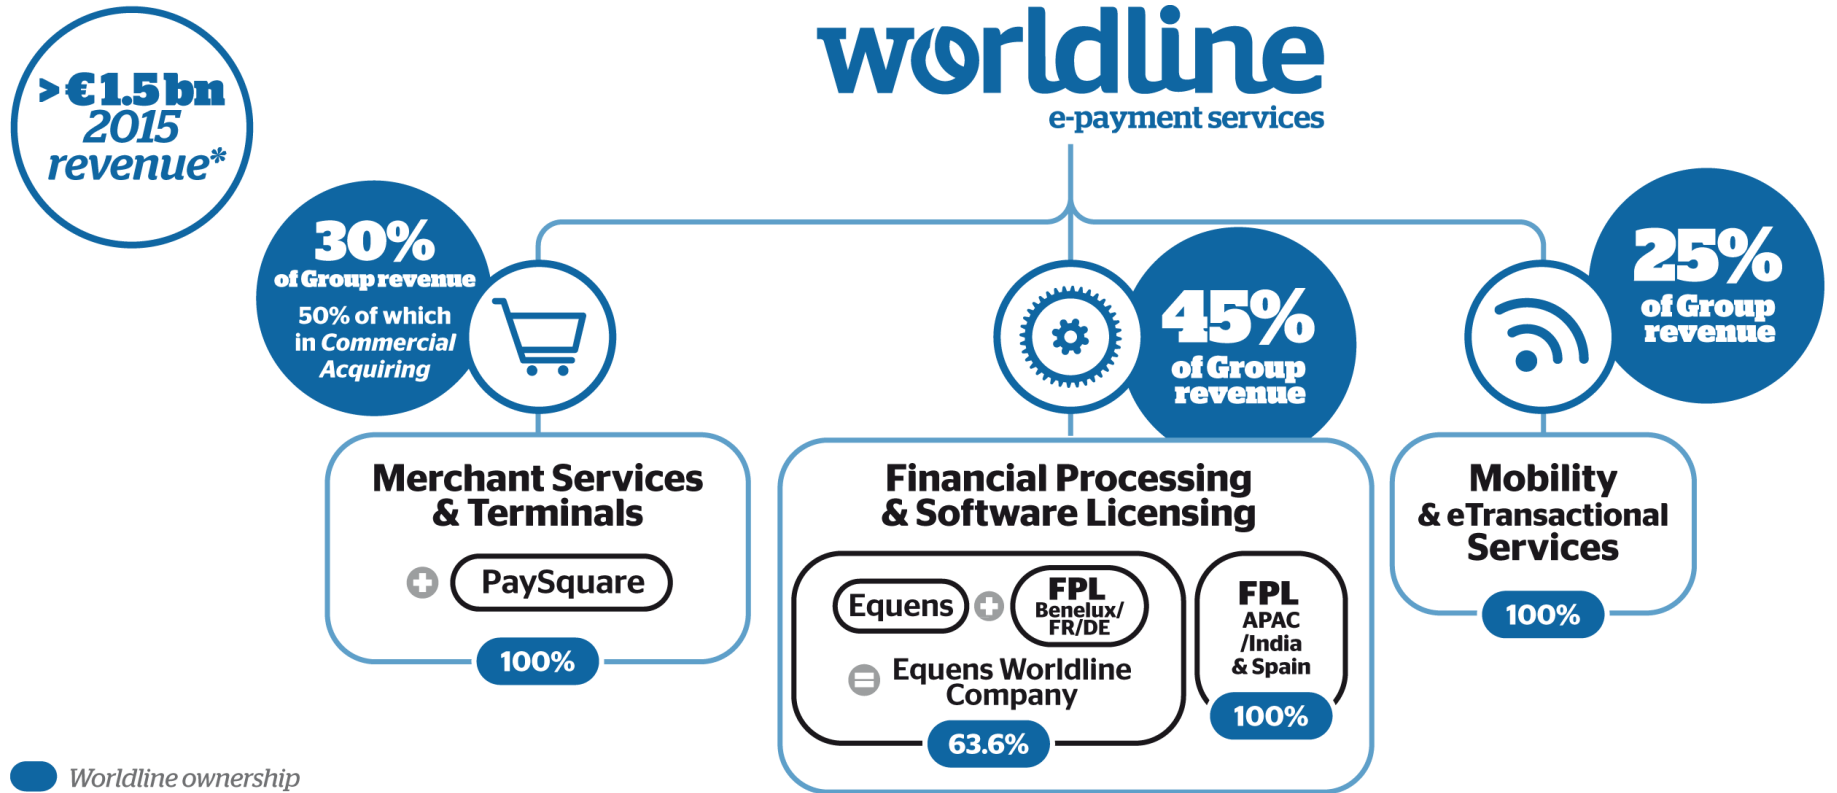 worldline
e-payment services
>€1.5bn
2015
revenue*
30%
of Group revenue
50% of which
in Commercial
Acquiring
45%
of Group
revenue
25%
of Group
revenue
Merchant Services
& Terminals
PaySquare
100%
Financial Processing
& Software Licensing
Equens
FPL
Benelux/
FR/DE
= Equens Worldline
Company
63.6%
FPL
APAC
/India
& Spain
100%
Mobility
& eTransactional
Services
100%
Worldline ownership